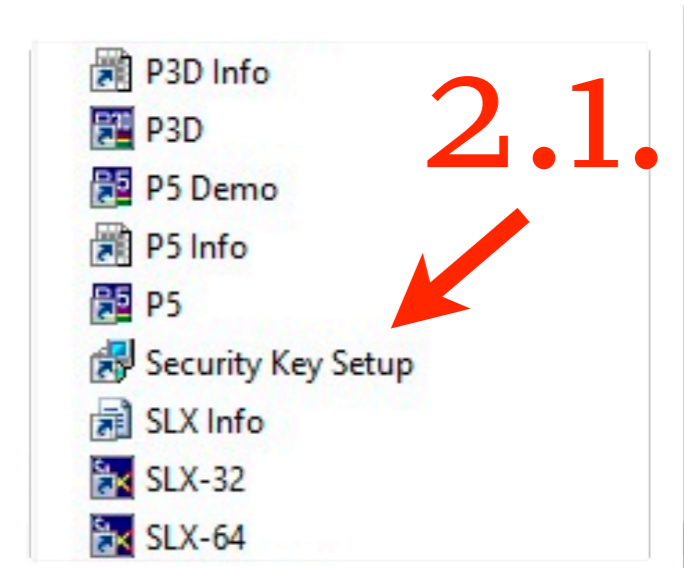 P3D Info
P3D
P5 Demo
P5 Info
P5
Security Key Setup
SLX Info
SLX-32
SLX-64
2.1.